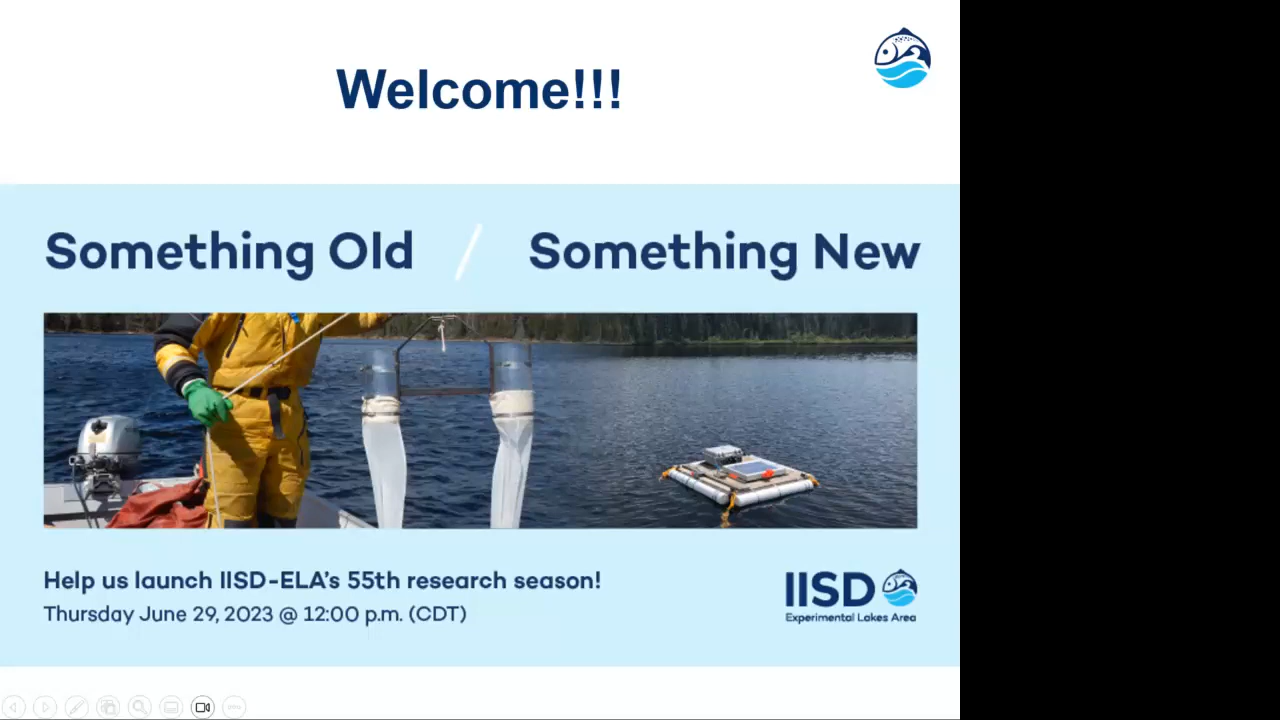 Welcome!!!
Something Old / Something New
Help us launch IISD-ELA's 55th research season!
Thursday June 29, 2023 @ 12:00 p.m. (CDT)
IISD
Experimental Lakes Area